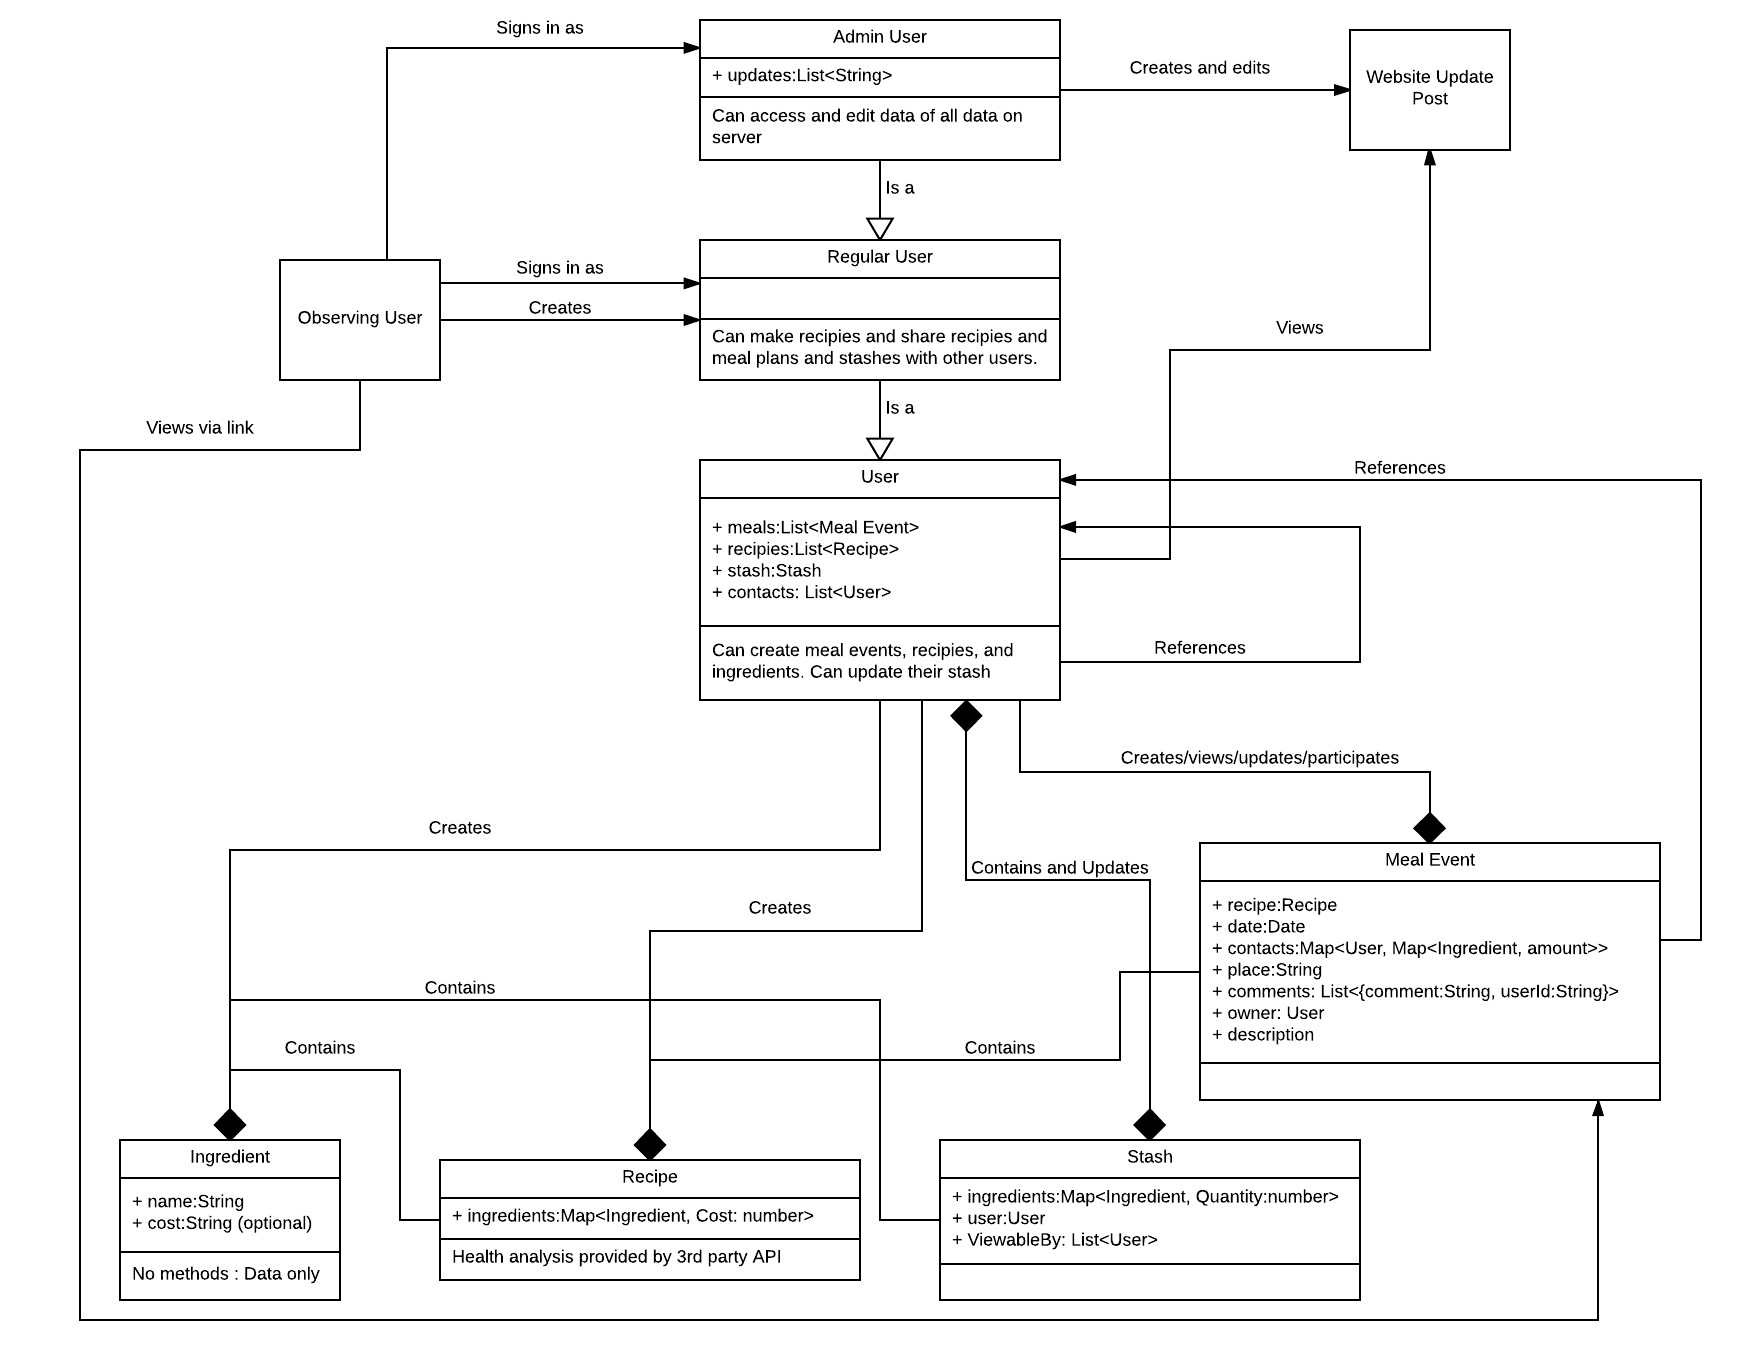 Signs in as
Admin User
+ updates:List<String>
Can access and edit data of all data on
server
Creates and edits
Website Update
Post
Is a
Observing User
Signs in as
Creates
Regular User
Can make recipies and share recipies and
meal plans and stashes with other users.
Views
Is a
Views via link
User
+ meals:List<Meal Event>
+ recipies:List<Recipe>
+ stash:Stash
+ contacts: List<User>
Can create meal events, recipies, and
ingredients. Can update their stash
References
References
Creates/views/updates/participates
Creates
Contains and Updates
Creates
Meal Event
+ recipe:Recipe
+ date:Date
+ contacts:Map<User, Map<Ingredient, amount>>
+ place:String
+ comments: List<{comment:String, userId:String}>
+ owner: User
+ description
Contains
Contains
Contains
Ingredient
+ name:String
+ cost:String (optional)
No methods : Data only
Recipe
+ ingredients:Map<Ingredient, Cost: number>
Health analysis provided by 3rd party API
Stash
+ ingredients:Map<Ingredient, Quantity:number>
+ user:User
+ ViewableBy: List<User>